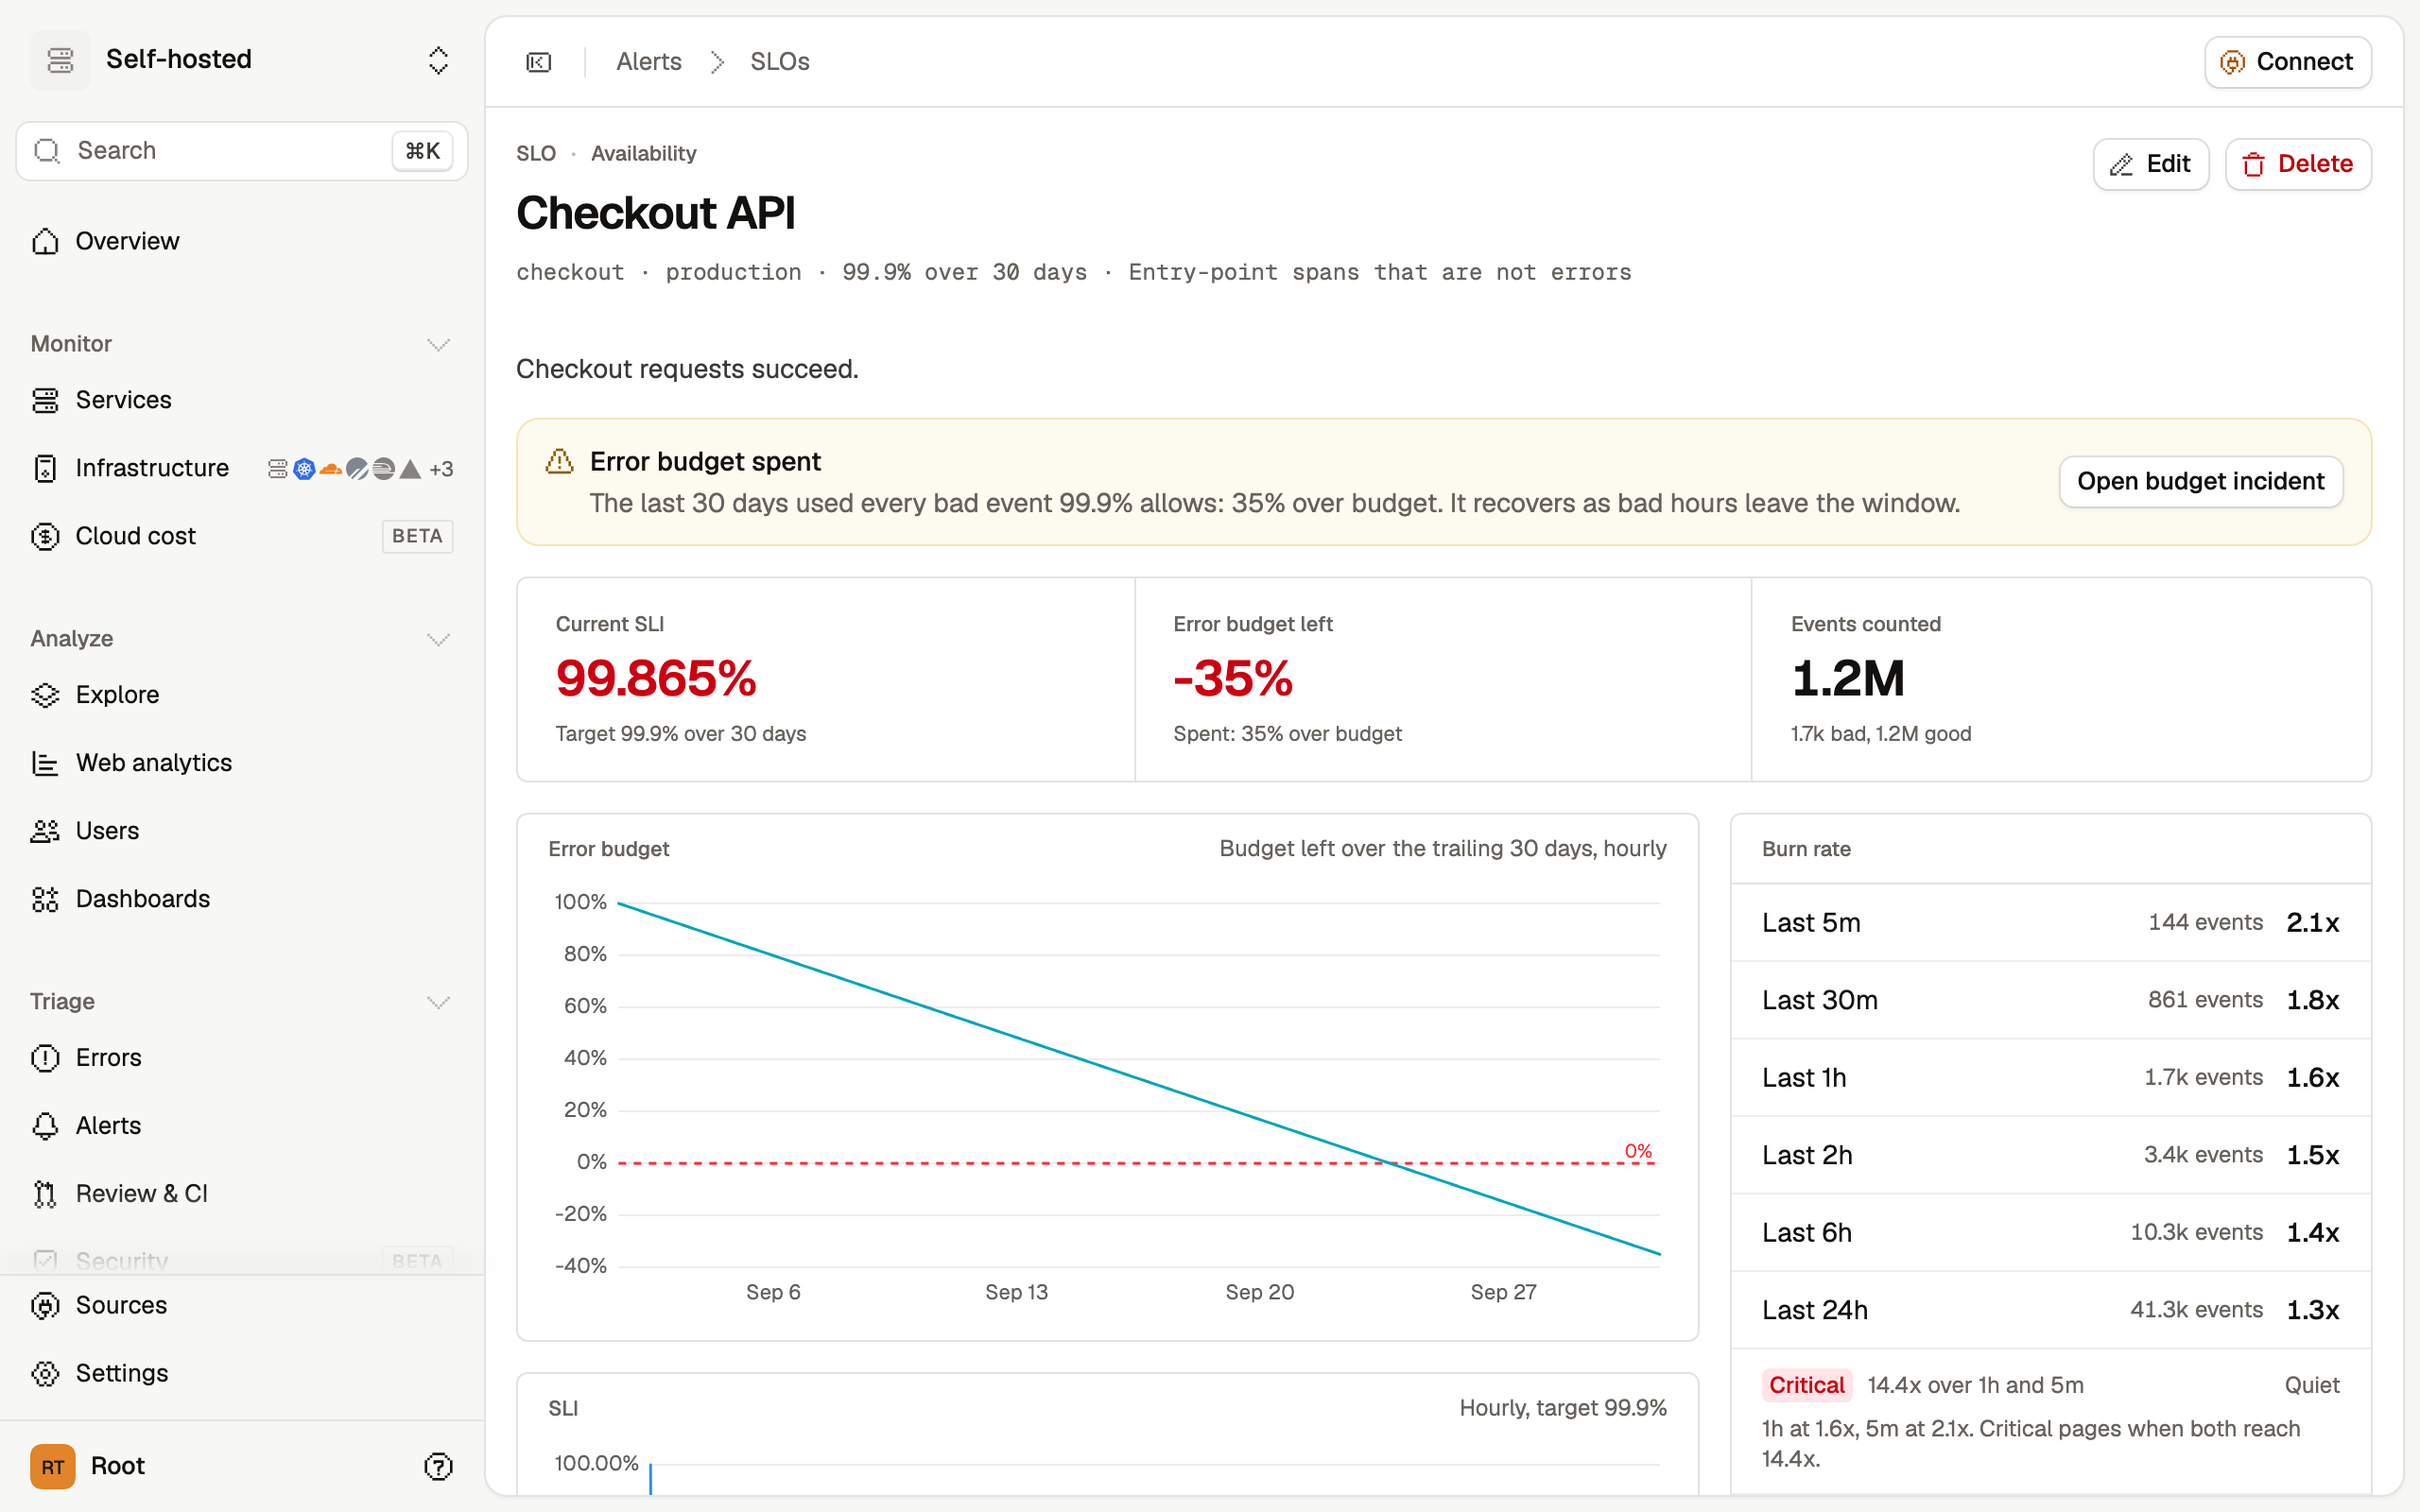 Self-hosted
Search
⌘K
Overview
Monitor
Services
Infrastructure +3
Cloud cost BETA
Analyze
Explore
Web analytics
Users
Dashboards
Triage
Errors
Alerts
Review & CI
Security BETA
Sources
Settings
RT Root
Alerts SLOs
Connect
SLO · Availability
Edit
Delete
Checkout API
checkout · production · 99.9% over 30 days · Entry-point spans that are not errors
Checkout requests succeed.
Error budget spent
The last 30 days used every bad event 99.9% allows: 35% over budget. It recovers as bad hours leave the window.
Open budget incident
Current SLI
99.865%
Target 99.9% over 30 days
Error budget left
-35%
Spent: 35% over budget
Events counted
1.2M
1.7k bad, 1.2M good
Error budget
Budget left over the trailing 30 days, hourly
100%
80%
60%
40%
20%
0%
0%
-20%
-40%
Sep 6 Sep 13 Sep 20 Sep 27
SLI
Hourly, target 99.9%
100.00%
Burn rate
Last 5m 144 events 2.1x
Last 30m 861 events 1.8x
Last 1h 1.7k events 1.6x
Last 2h 3.4k events 1.5x
Last 6h 10.3k events 1.4x
Last 24h 41.3k events 1.3x
Critical 14.4x over 1h and 5m Quiet
1h at 1.6x, 5m at 2.1x. Critical pages when both reach
14.4x.